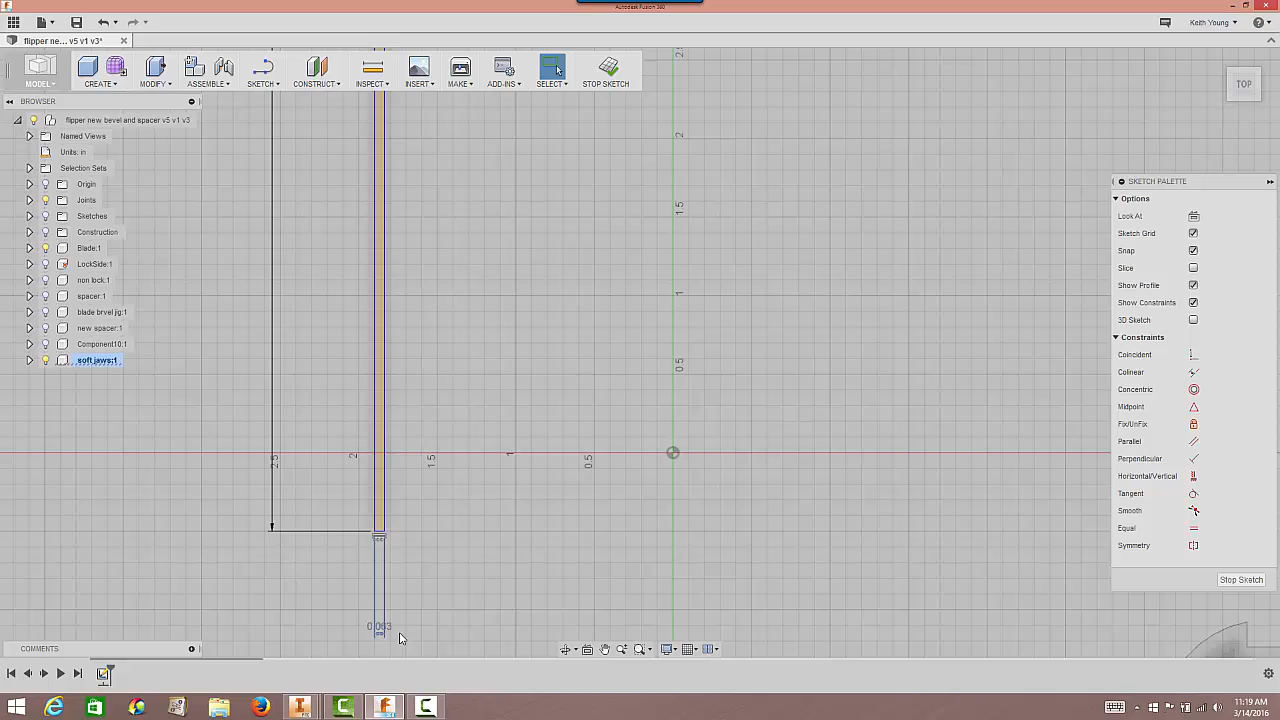 Autodesk Fusion 360
Keith Young
flipper ne... v5 v1 v3*
MODEL
CREATE
MODIFY
ASSEMBLE
SKETCH
CONSTRUCT
INSPECT
INSERT
MAKE
ADD-INS
SELECT
STOP SKETCH
TOP
BROWSER
flipper new bevel and spacer v5 v1 v3
Named Views
Units: in
Selection Sets
Origin
Joints
Sketches
Construction
Blade:1
LockSide:1
non lock:1
spacer:1
blade brvel jig:1
new spacer:1
Component10:1
soft jaws:1
2
1.5
1
0.5
2.5
2
1.5
1
0.5
0.063
SKETCH PALETTE
Options
Look At
Sketch Grid
Snap
Slice
Show Profile
Show Constraints
3D Sketch
Constraints
Coincident
Colinear
Concentric
Midpoint
Fix/UnFix
Parallel
Perpendicular
Horizontal/Vertical
Tangent
Smooth
Equal
Symmetry
Stop Sketch
COMMENTS
11:19 AM
3/14/2016